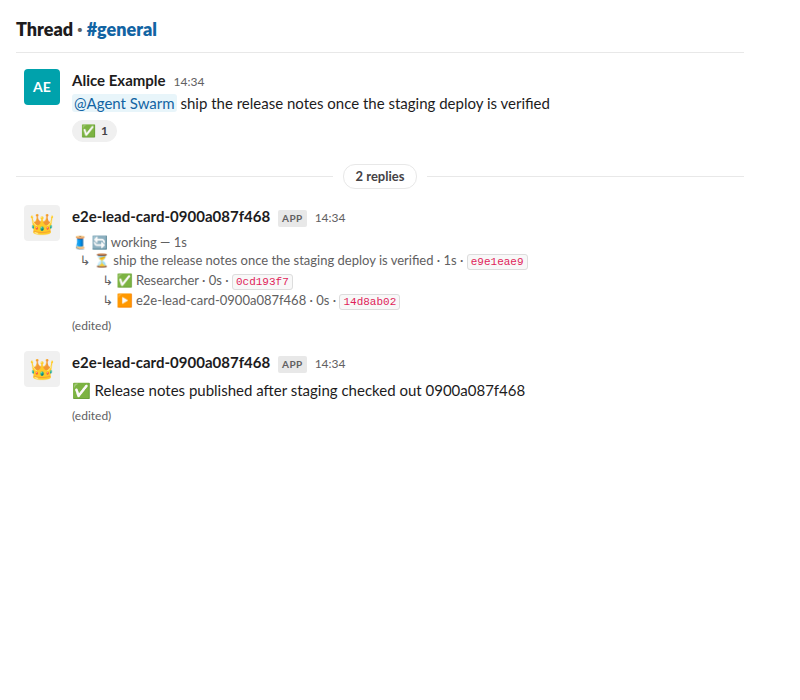 Thread • #general
AE
Alice Example 14:34
@Agent Swarm ship the release notes once the staging deploy is verified
✅ 1
2 replies
e2e-lead-card-0900a087f468 APP 14:34
🧵 🔄 working — 1s
↳ ⏳ ship the release notes once the staging deploy is verified · 1s · e9e1eae9
↳ ✅ Researcher · 0s · 0cd193f7
↳ ▶️ e2e-lead-card-0900a087f468 · 0s · 14d8ab02
(edited)
e2e-lead-card-0900a087f468 APP 14:34
✅ Release notes published after staging checked out 0900a087f468
(edited)